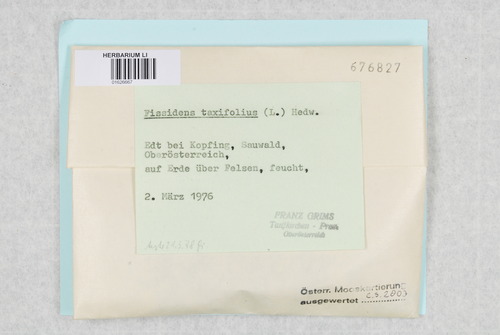 HERBARIUM LI
676827
Fissidens taxifolius (L.) Hedw.
Edt bei Kopfing, Sauwald,
Oberösterreich,
auf Erde über Felsen, feucht,
2. März 1976
FRANZ GRIMS
Taufkirchen - Pram
Oberösterreich
Österr. Mooskartierung
ausgewertet